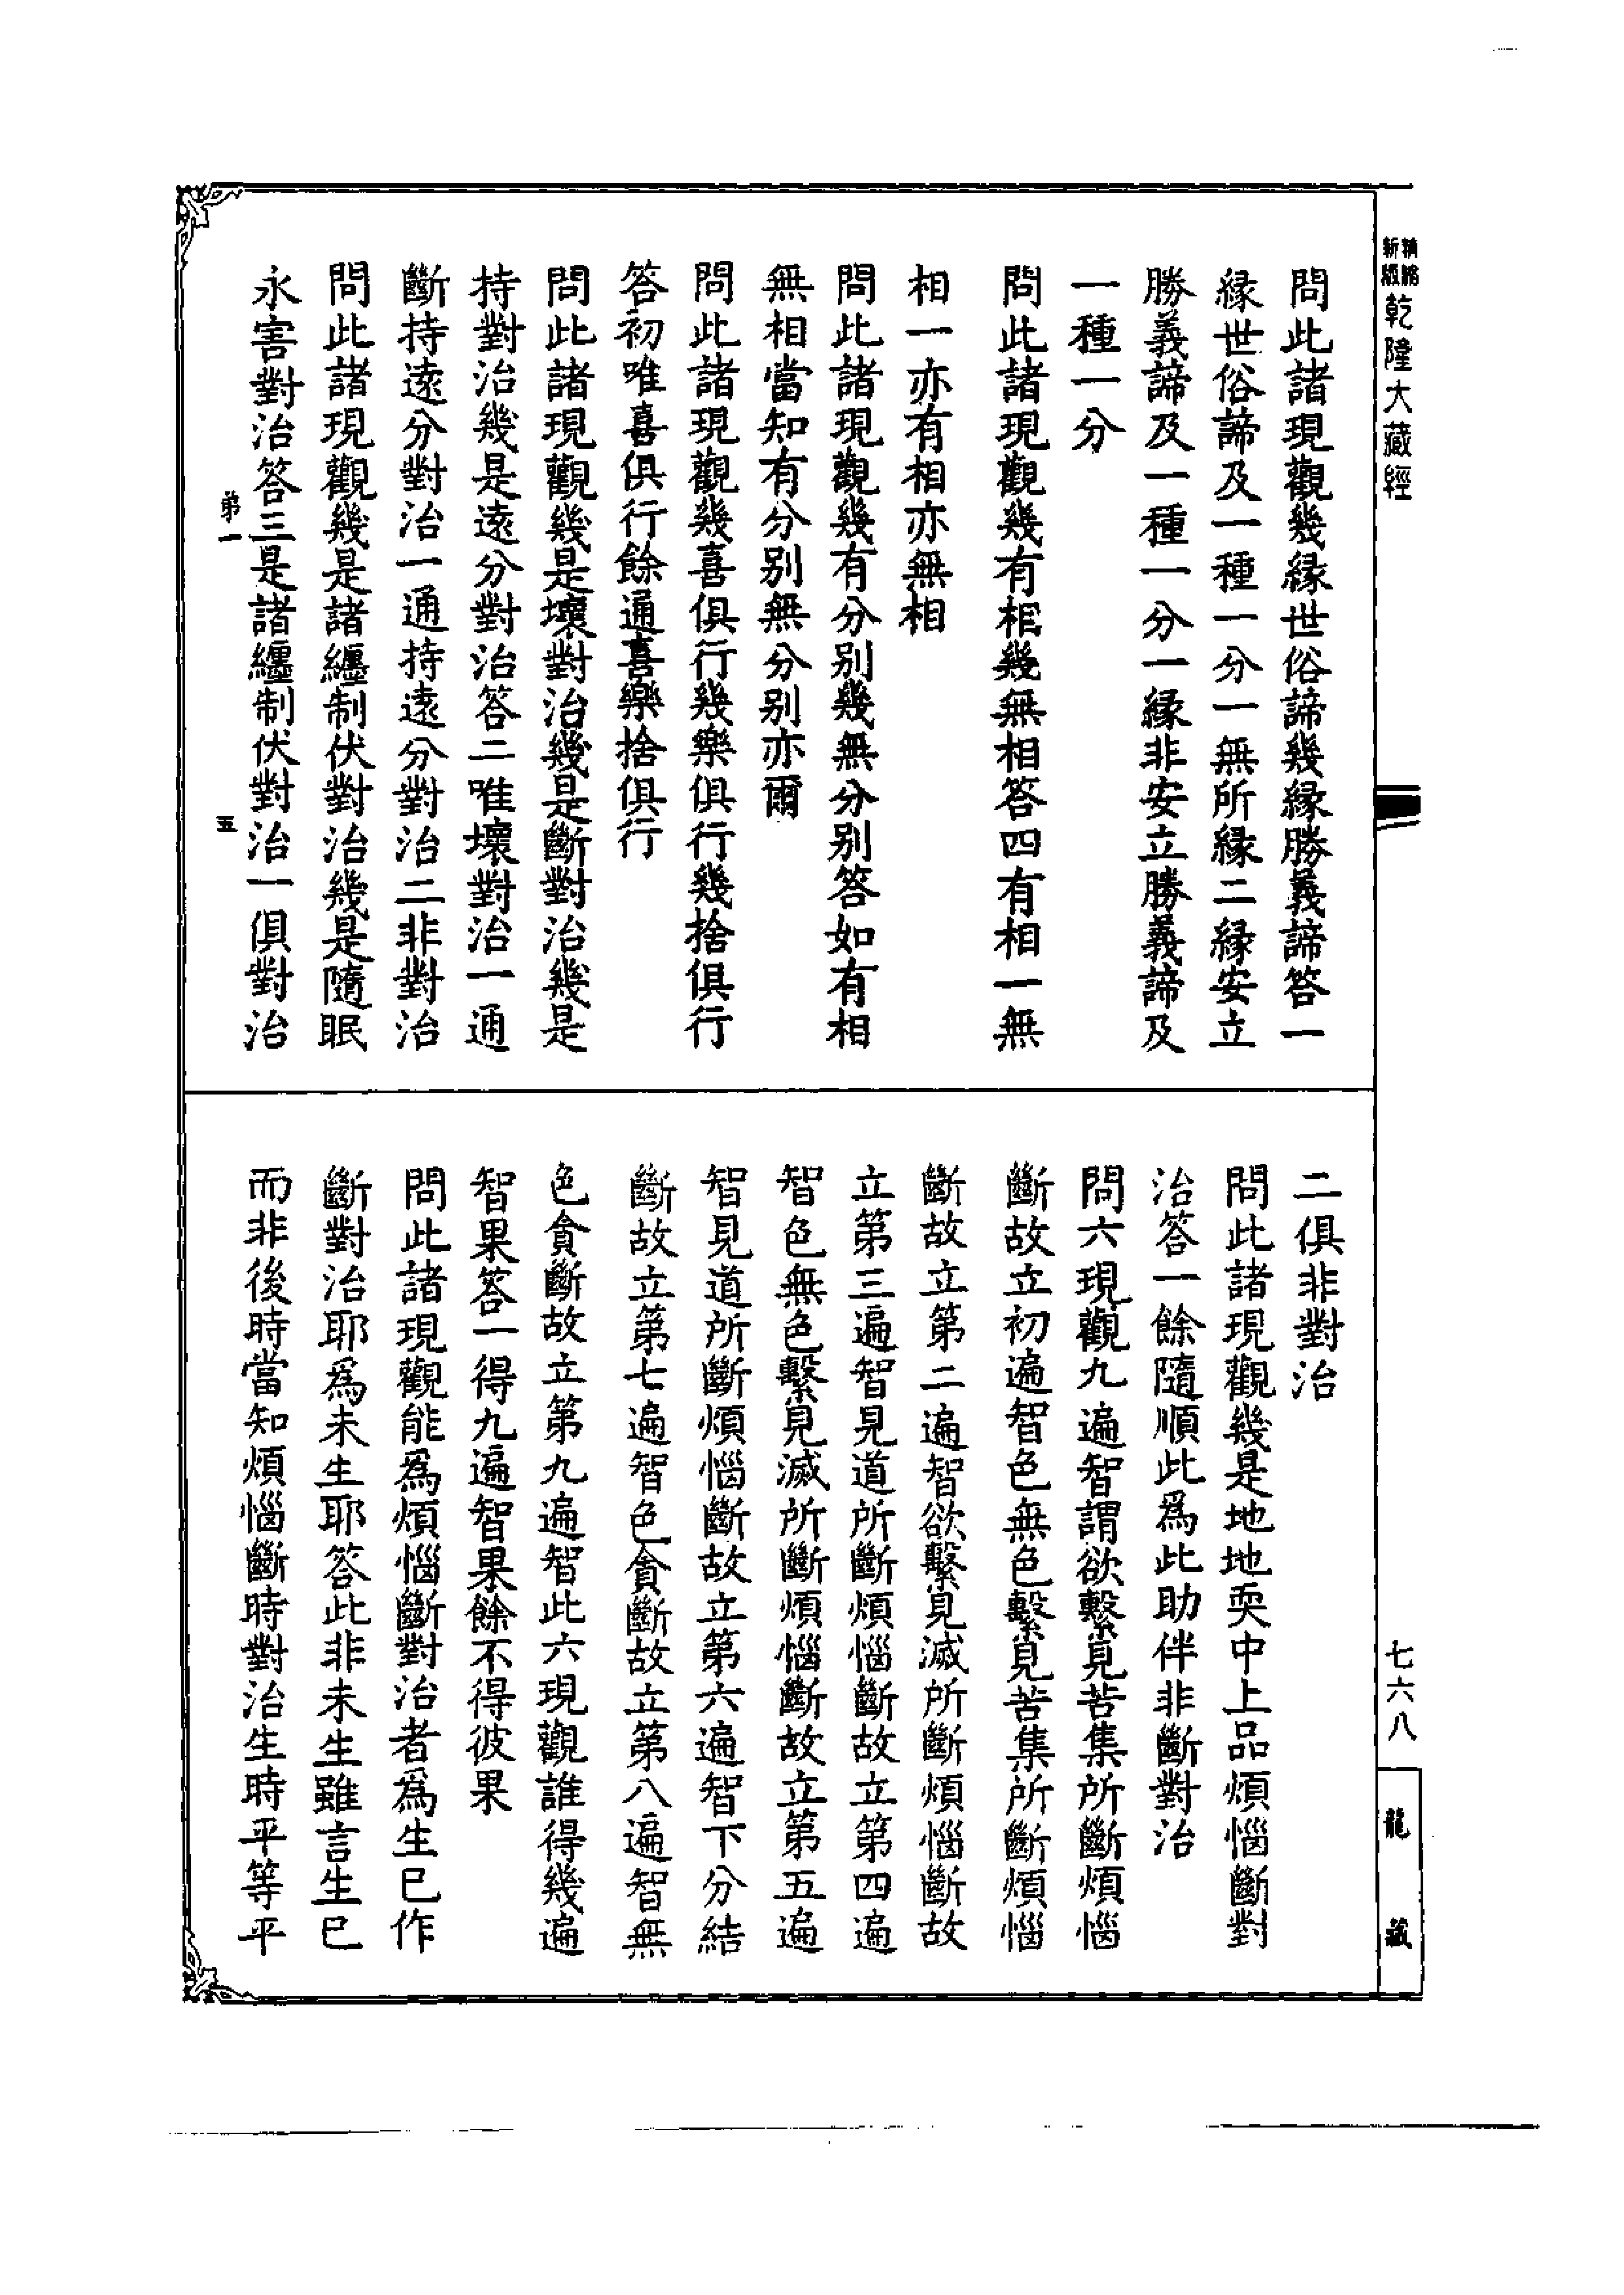 精縮
新版
乾隆大藏經
七六八
龍藏
問此諸現觀幾緣世俗諦幾緣勝義諦答一
緣世俗諦及一種一分一無所緣二緣安立
勝義諦及一種一分一緣非安立勝義諦及
一種一分
問此諸現觀幾有相幾無相答四有相一無
相一亦有相亦無相
問此諸現觀幾有分別幾無分別答如有相
無相當知有分別無分別亦爾
問此諸現觀幾喜俱行幾樂俱行幾捨俱行
答初唯喜俱行餘通喜樂捨俱行
問此諸現觀幾是壞對治幾是斷對治幾是
持對治幾是遠分對治答二唯壞對治一通
斷持遠分對治一通持遠分對治二非對治
問此諸現觀幾是諸纏制伏對治幾是隨眠
永害對治答三是諸纏制伏對治一俱對治
弟一
五
二俱非對治
問此諸現觀幾是地地耎中上品煩惱斷對
治答一餘隨順此爲此助伴非斷對治
問六現觀九遍智謂欲繫見苦集所斷煩惱
斷故立初遍智色無色繫見苦集所斷煩惱
斷故立第二遍智欲繫見滅所斷煩惱斷故
立第三遍智見道所斷煩惱斷故立第四遍
智色無色繫見滅所斷煩惱斷故立第五遍
智見道所斷煩惱斷故立第六遍智下分結
斷故立第七遍智色貪斷故立第八遍智無
色貪斷故立第九遍智此六現觀誰得幾遍
智果答一得九遍智果餘不得彼果
問此諸現觀能爲煩惱斷對治者爲生已作
斷對治耶爲未生耶答此非未生雖言生已
而非後時當知煩惱斷時對治生時平等平